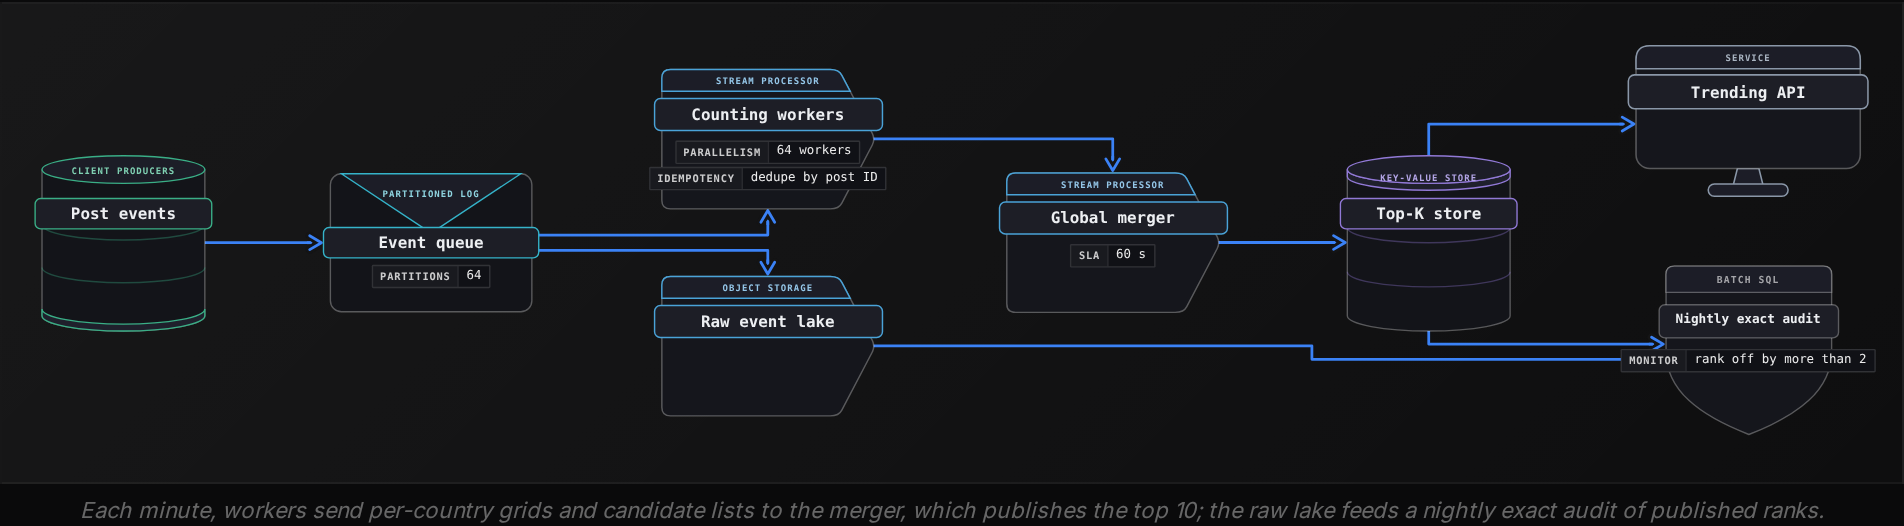 CLIENT PRODUCERS
Post events
PARTITIONED LOG
Event queue
PARTITIONS 64
STREAM PROCESSOR
Counting workers
PARALLELISM 64 workers
IDEMPOTENCY dedupe by post ID
OBJECT STORAGE
Raw event lake
STREAM PROCESSOR
Global merger
SLA 60 s
KEY-VALUE STORE
Top-K store
SERVICE
Trending API
BATCH SQL
Nightly exact audit
MONITOR rank off by more than 2
Each minute, workers send per-country grids and candidate lists to the merger, which publishes the top 10; the raw lake feeds a nightly exact audit of published ranks.